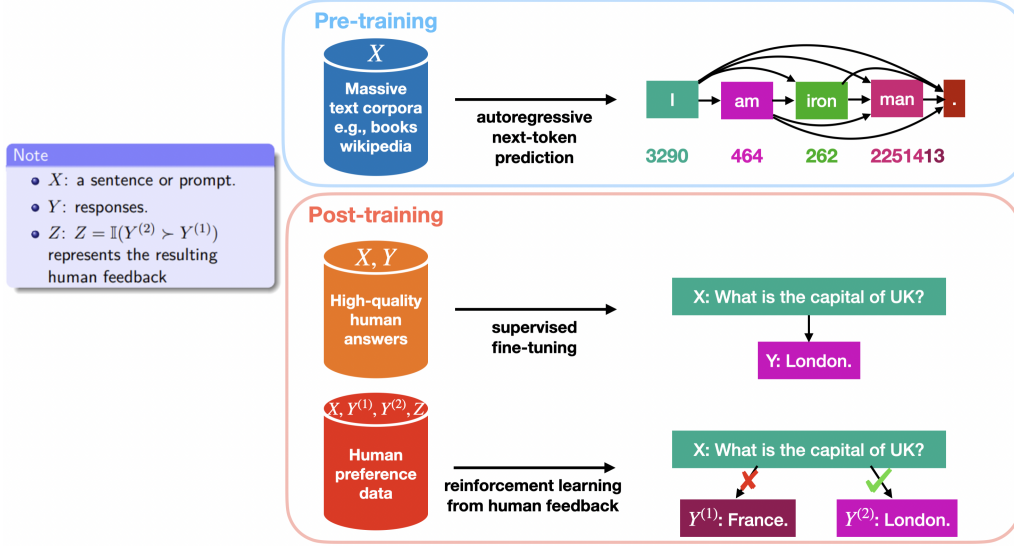 Pre-training
X
Massive
text corpora
e.g., books
wikipedia
autoregressive
next-token
prediction
I am iron man .
3290 464 262 2251413
Note
X: a sentence or prompt.
Y: responses.
Z: Z = 𝕀(Y⁽²⁾ ≻ Y⁽¹⁾)
represents the resulting
human feedback
Post-training
X, Y
High-quality
human
answers
supervised
fine-tuning
X: What is the capital of UK?
Y: London.
X, Y⁽¹⁾, Y⁽²⁾, Z
Human
preference
data
reinforcement learning
from human feedback
X: What is the capital of UK?
Y⁽¹⁾: France.
Y⁽²⁾: London.